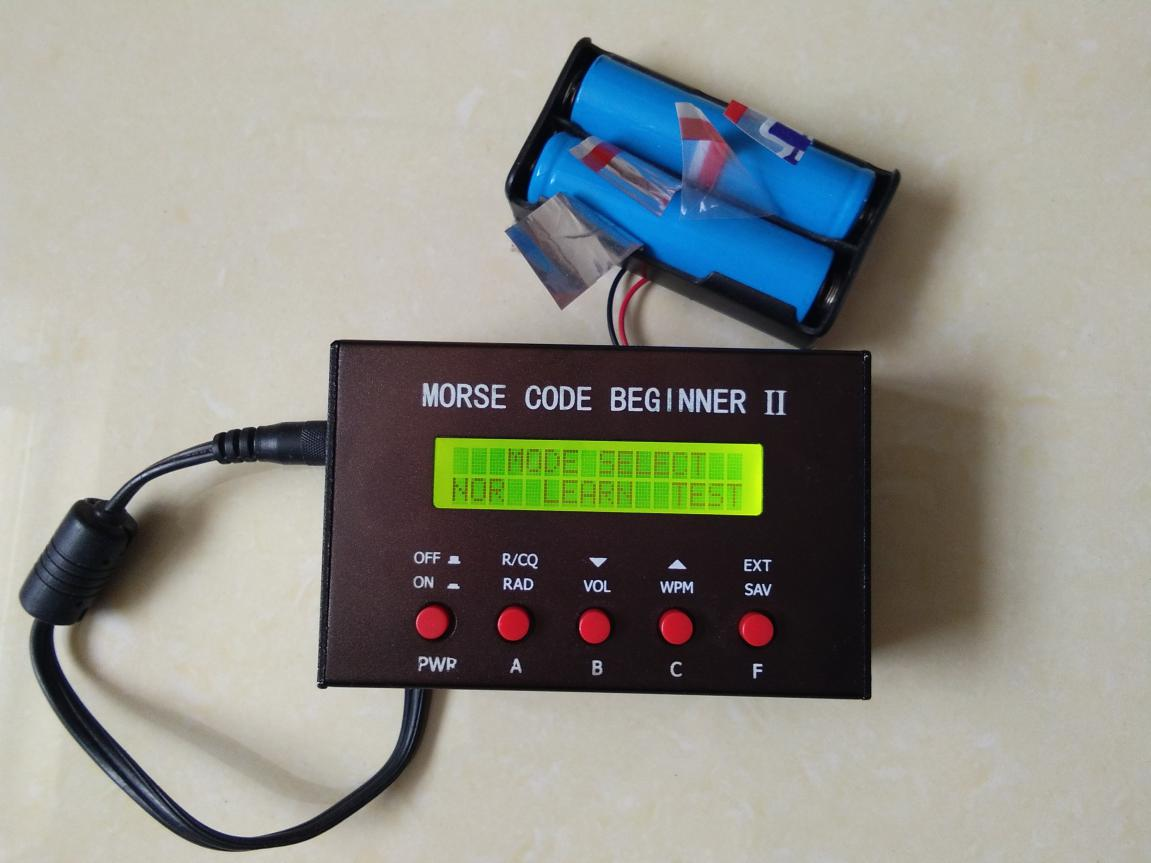 MORSE CODE BEGINNER II
MODE SELECT
NOR LEARN TEST
OFF R/CQ ▼ ▲ EXT
ON RAD VOL WPM SAV
PWR A B C F